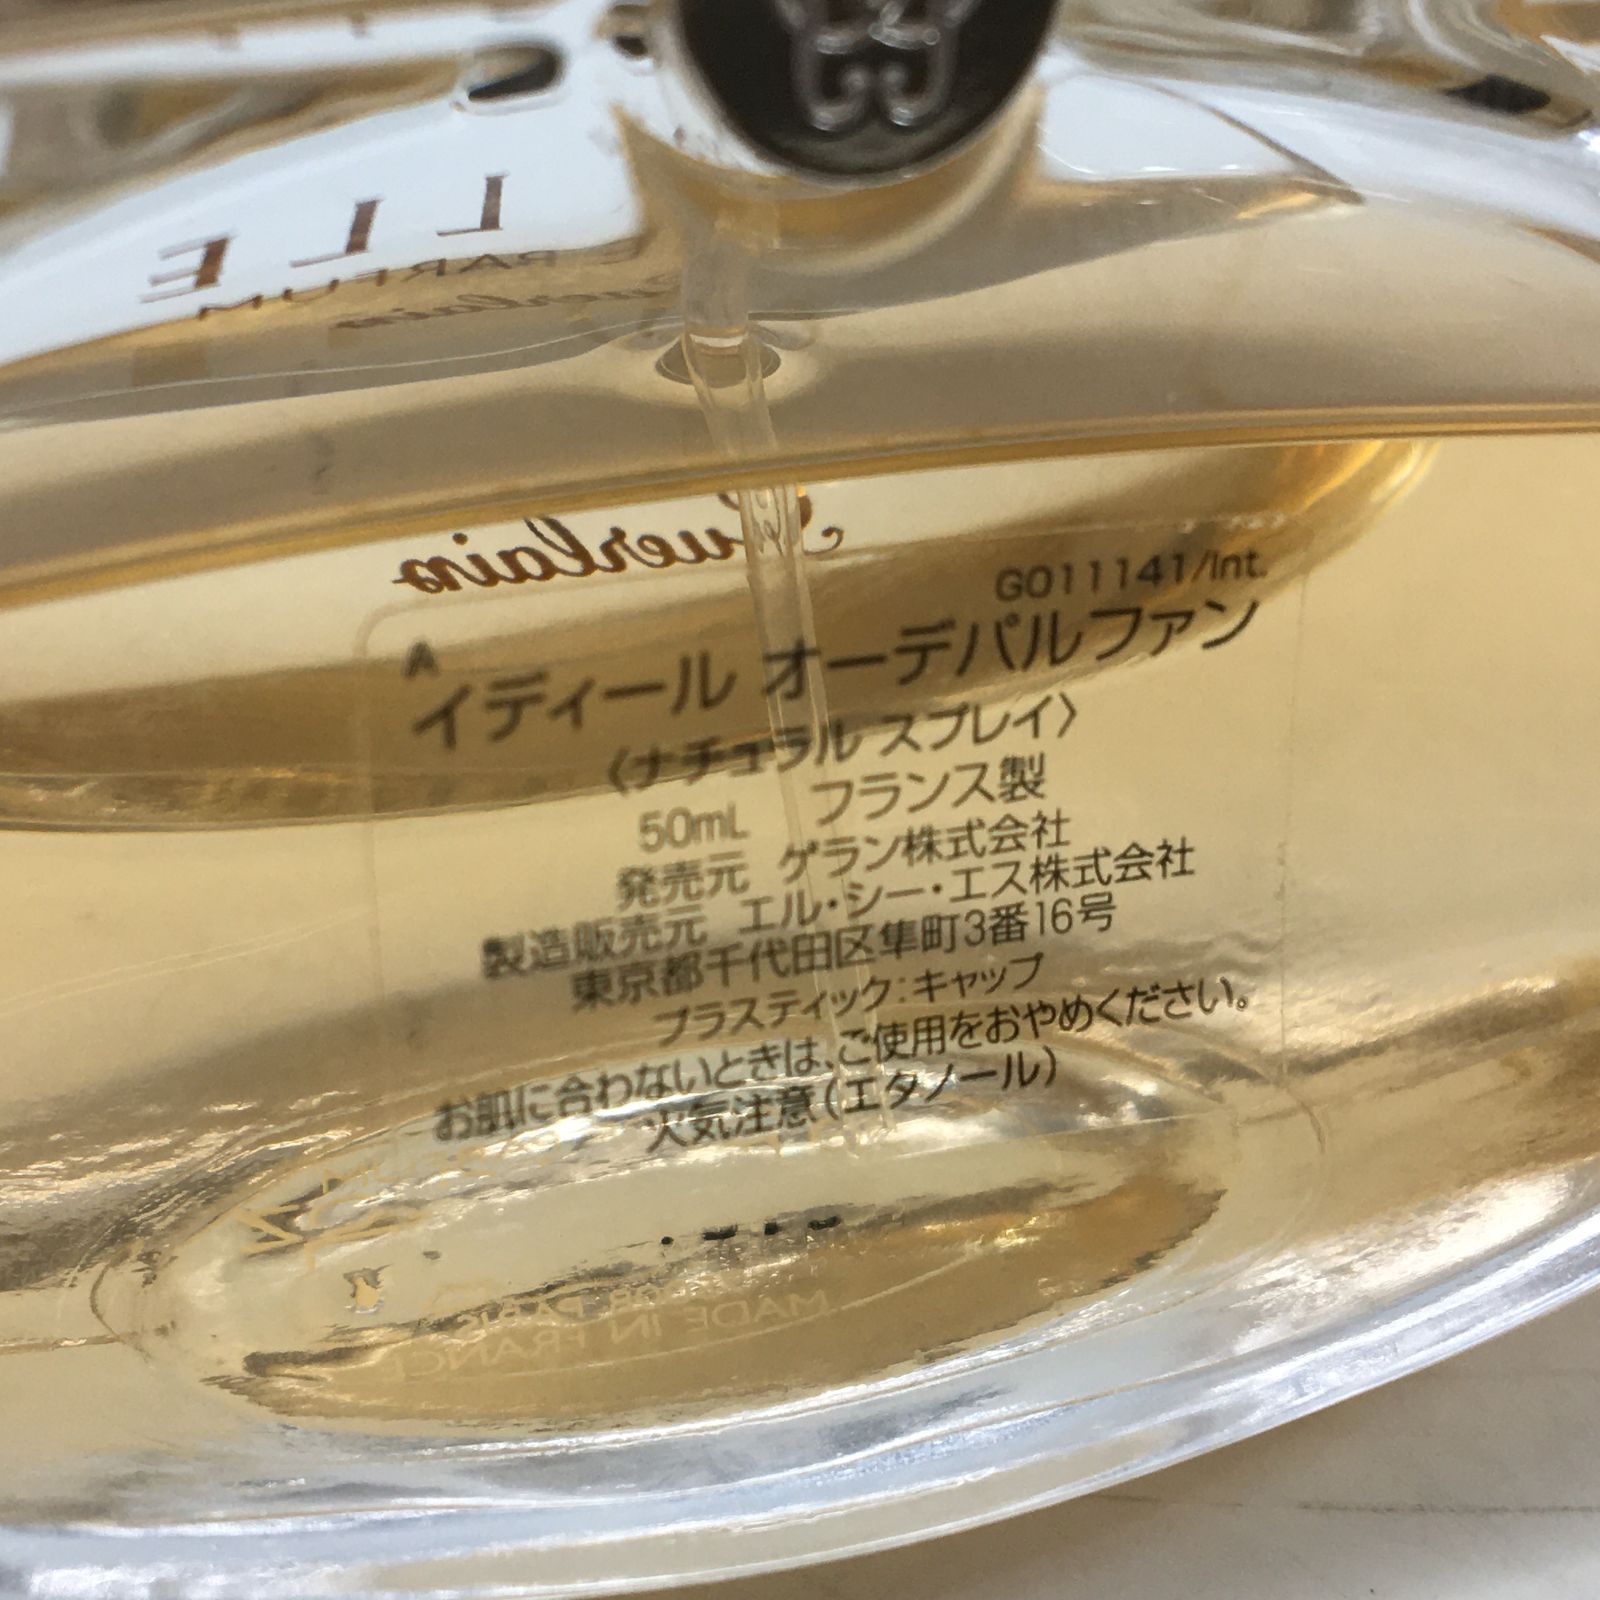 LLE
E PARFUM
Guerlain
Guerlain
G011141/Int.
A
イディール オーデパルファン
〈ナチュラル スプレイ〉
50mL フランス製
発売元 ゲラン株式会社
製造販売元 エル・シー・エス株式会社
東京都千代田区隼町3番16号
プラスティック:キャップ
お肌に合わないときは、ご使用をおやめください。
火気注意(エタノール)
PARIS
MADE IN FRANCE